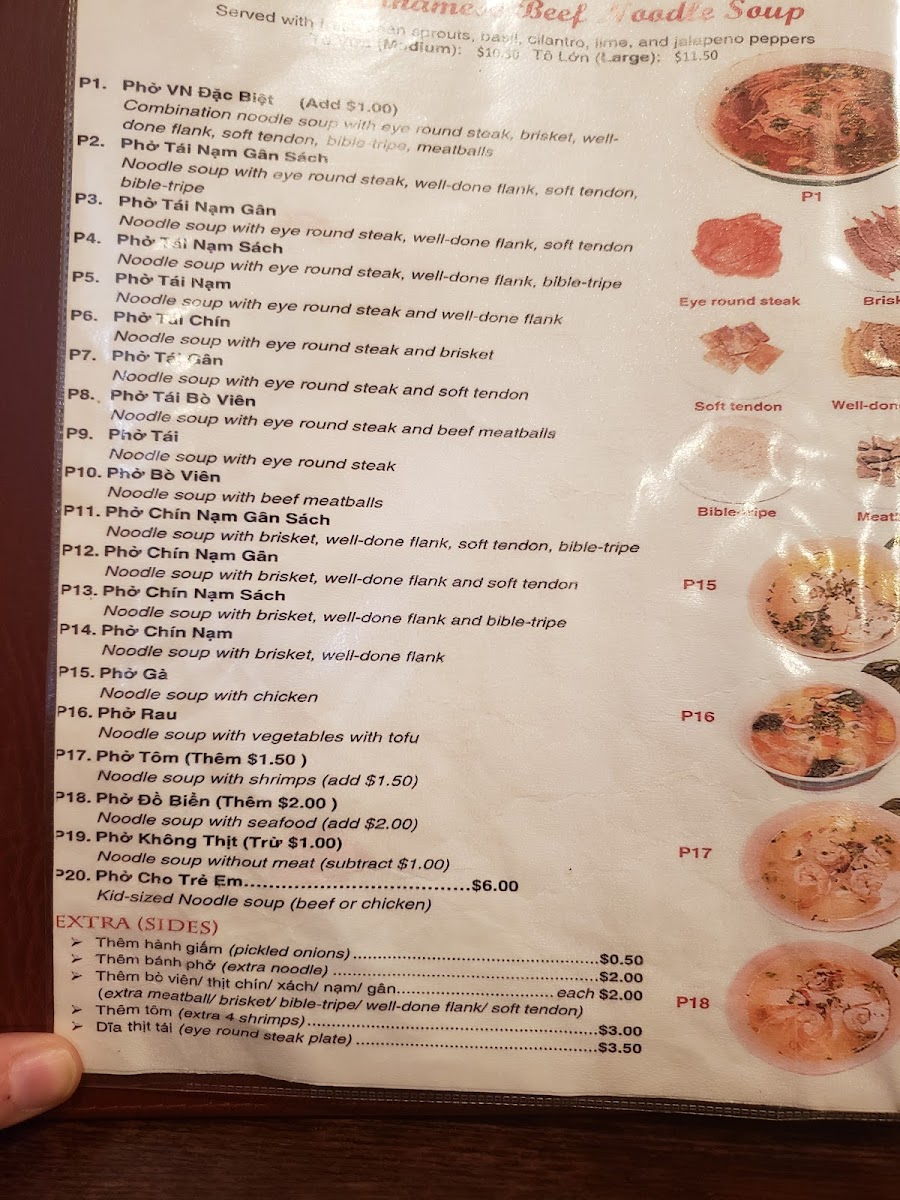 Beef Noodle Soup
Served with sprouts, basil, cilantro, lime, and jalapeno peppers
(Medium): $10.50 Tô Lớn (Large): $11.50
P1. Phở VN Đặc Biệt (Add $1.00)
Combination noodle soup with eye round steak, brisket, well-
done flank, soft tendon, bible-tripe, meatballs
P2. Phở Tái Nạm Gân Sách
Noodle soup with eye round steak, well-done flank, soft tendon,
bible-tripe
P3. Phở Tái Nạm Gân
Noodle soup with eye round steak, well-done flank, soft tendon
P4. Phở Tái Nạm Sách
Noodle soup with eye round steak, well-done flank, bible-tripe
P5. Phở Tái Nạm
Noodle soup with eye round steak and well-done flank
P6. Phở Tái Chín
Noodle soup with eye round steak and brisket
P7. Phở Tái Gân
Noodle soup with eye round steak and soft tendon
P8. Phở Tái Bò Viên
Noodle soup with eye round steak and beef meatballs
P9. Phở Tái
Noodle soup with eye round steak
P10. Phở Bò Viên
Noodle soup with beef meatballs
P11. Phở Chín Nạm Gân Sách
Noodle soup with brisket, well-done flank, soft tendon, bible-tripe
P12. Phở Chín Nạm Gân
Noodle soup with brisket, well-done flank and soft tendon
P13. Phở Chín Nạm Sách
Noodle soup with brisket, well-done flank and bible-tripe
P14. Phở Chín Nạm
Noodle soup with brisket, well-done flank
P15. Phở Gà
Noodle soup with chicken
P16. Phở Rau
Noodle soup with vegetables with tofu
P17. Phở Tôm (Thêm $1.50 )
Noodle soup with shrimps (add $1.50)
P18. Phở Đồ Biển (Thêm $2.00 )
Noodle soup with seafood (add $2.00)
P19. Phở Không Thịt (Trừ $1.00)
Noodle soup without meat (subtract $1.00)
P20. Phở Cho Trẻ Em.................................$6.00
Kid-sized Noodle soup (beef or chicken)
EXTRA (SIDES)
➢ Thêm hành giấm (pickled onions) ............................................$0.50
➢ Thêm bánh phở (extra noodle) ................................................$2.00
➢ Thêm bò viên/ thịt chín/ xách/ nạm/ gân............................ each $2.00
(extra meatball/ brisket/ bible-tripe/ well-done flank/ soft tendon)
➢ Thêm tôm (extra 4 shrimps)....................................................$3.00
➢ Dĩa thịt tái (eye round steak plate) ...........................................$3.50
P1
Eye round steak
Brisk
Soft tendon
Well-don
Bible-tripe
Meat
P15
P16
P17
P18